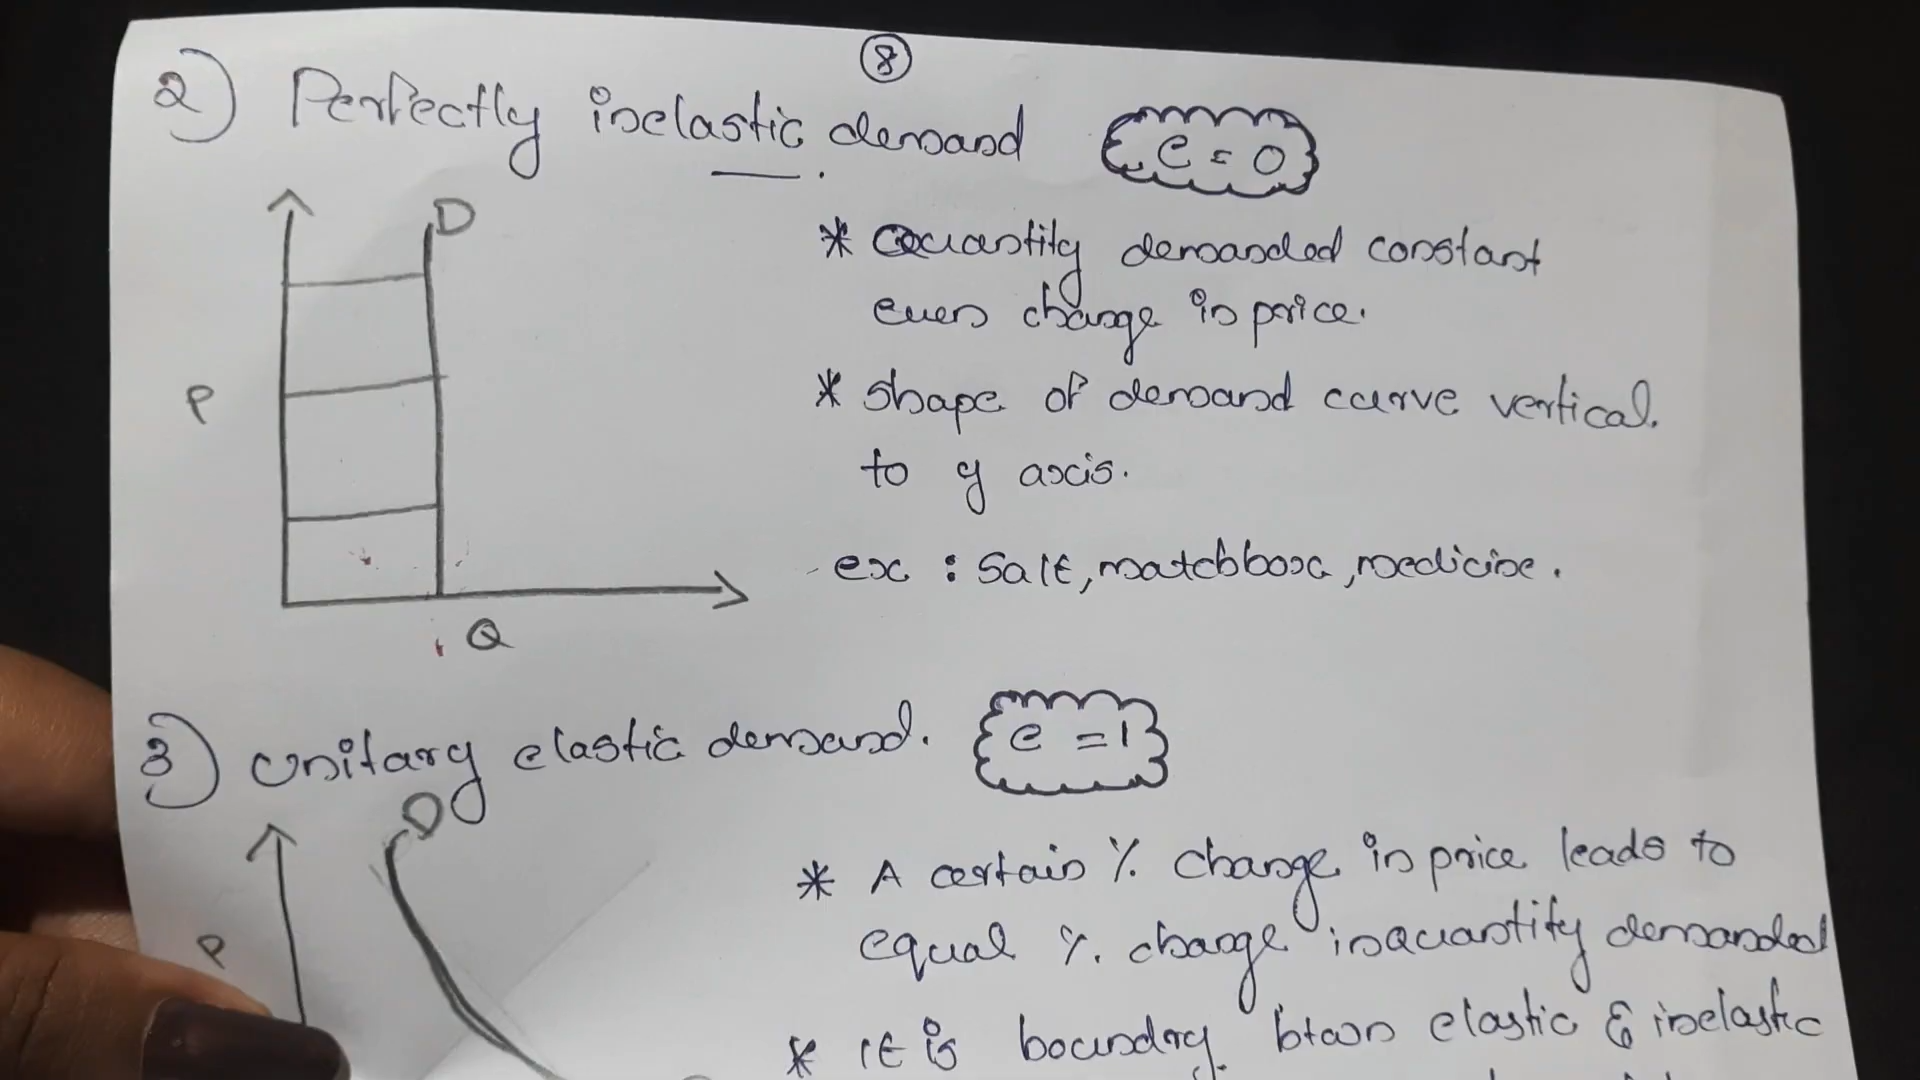 8
2) Perfectly inelastic demand e = 0
D
* Quantity demanded constant
even change in price.
P
* shape of demand curve vertical
to y axis.
ex : Salt, matchbox, medicine.
Q
3) Unitary elastic demand. e = 1
D
* A certain % change in price leads to
P
equal % change in quantity demanded
* It is boundry btwn elastic & inelastic